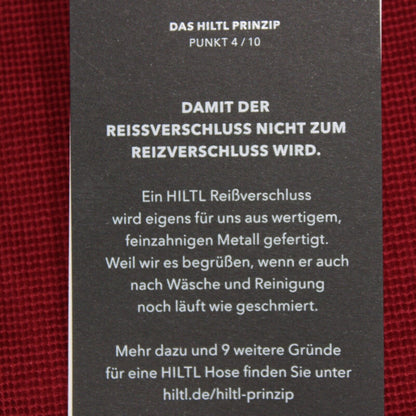 DAS HILTL PRINZIP
PUNKT 4 / 10
DAMIT DER
REISSVERSCHLUSS NICHT ZUM
REIZVERSCHLUSS WIRD.
Ein HILTL Reißverschluss
wird eigens für uns aus wertigem,
feinzahnigen Metall gefertigt.
Weil wir es begrüßen, wenn er auch
nach Wäsche und Reinigung
noch läuft wie geschmiert.
Mehr dazu und 9 weitere Gründe
für eine HILTL Hose finden Sie unter
hiltl.de/hiltl-prinzip